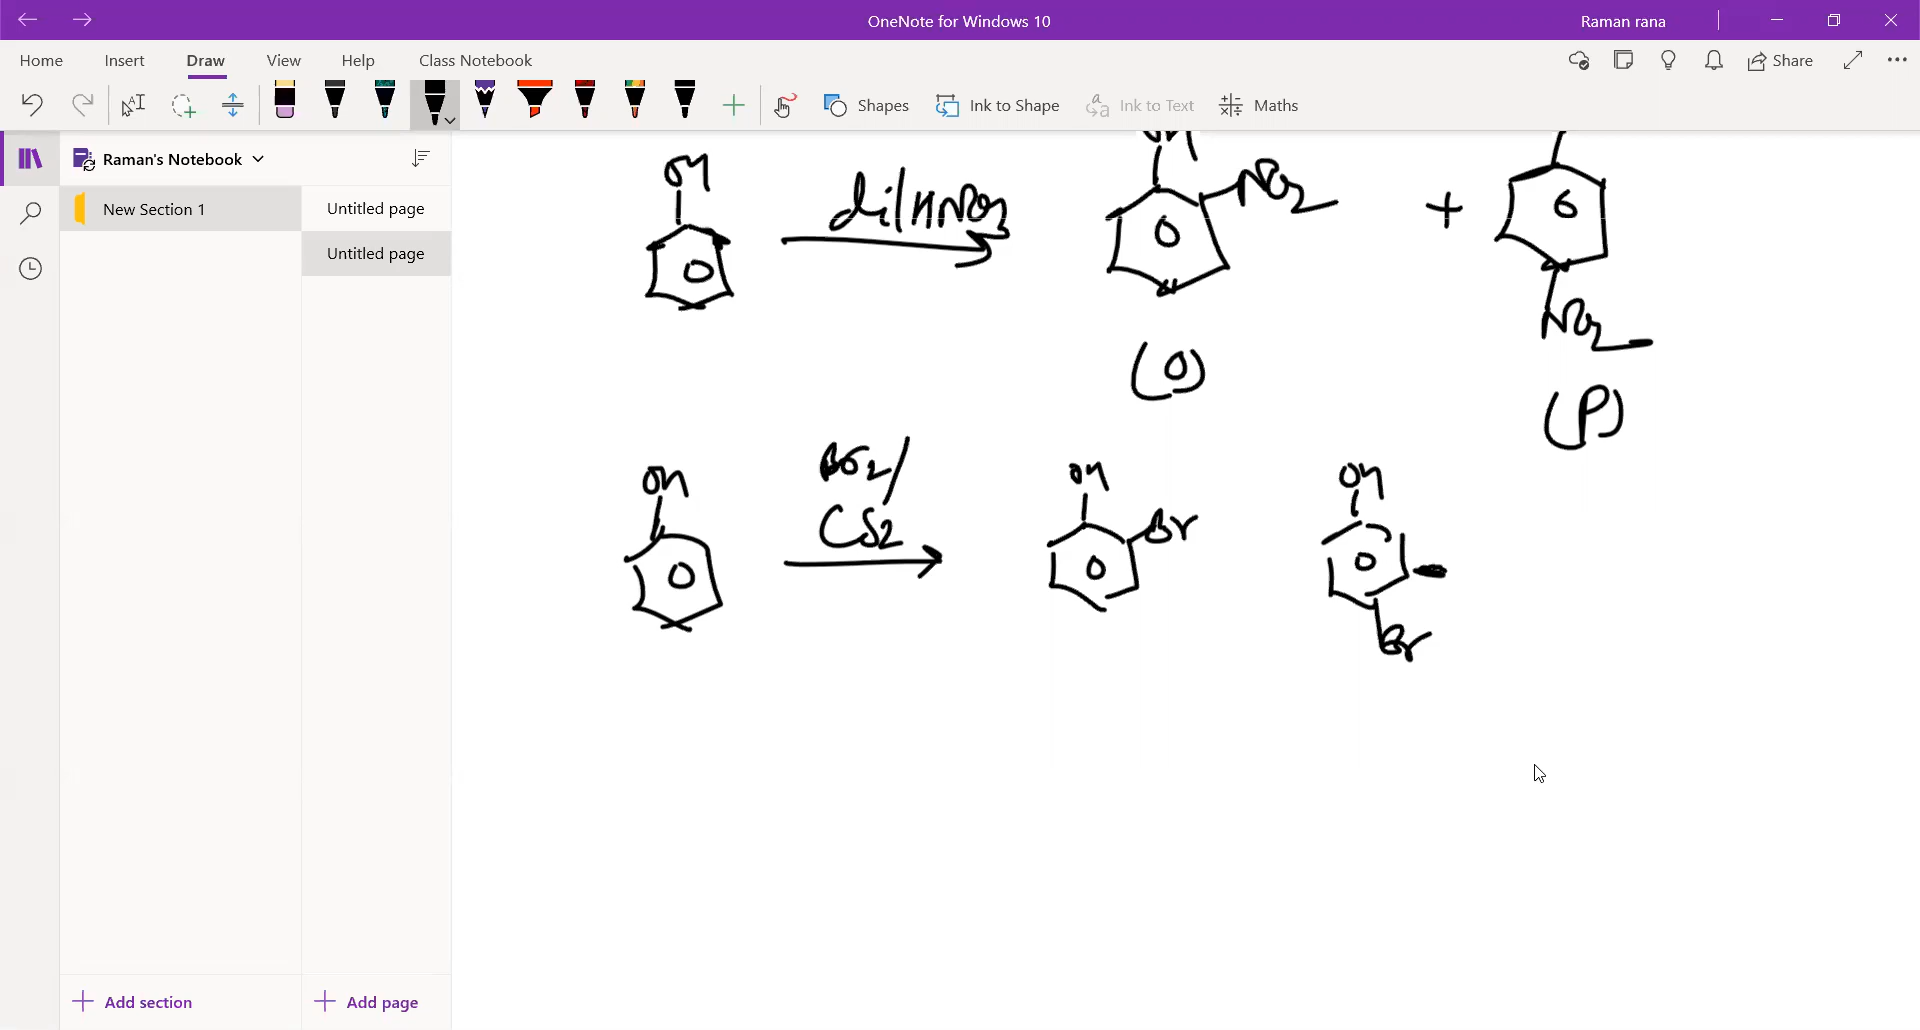 OneNote for Windows 10
Raman rana
Home Insert Draw View Help Class Notebook
Share
Shapes Ink to Shape Ink to Text Maths
Raman's Notebook
New Section 1
Untitled page
Untitled page
OH
dil HNO3
OH
NO2
+
NO2
(O)
(P)
OH
Br2/
CS2
OH
Br
OH
Br
Add section
Add page